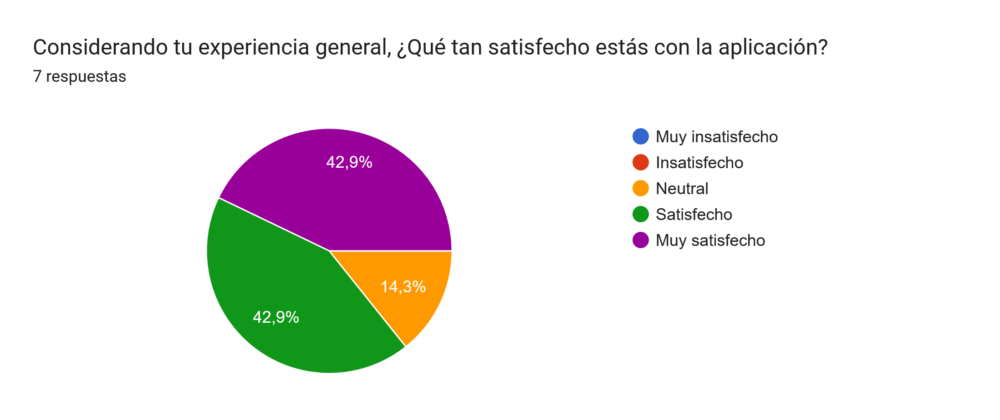 Considerando tu experiencia general, ¿Qué tan satisfecho estás con la aplicación?
7 respuestas
42,9%
14,3%
42,9%
Muy insatisfecho
Insatisfecho
Neutral
Satisfecho
Muy satisfecho